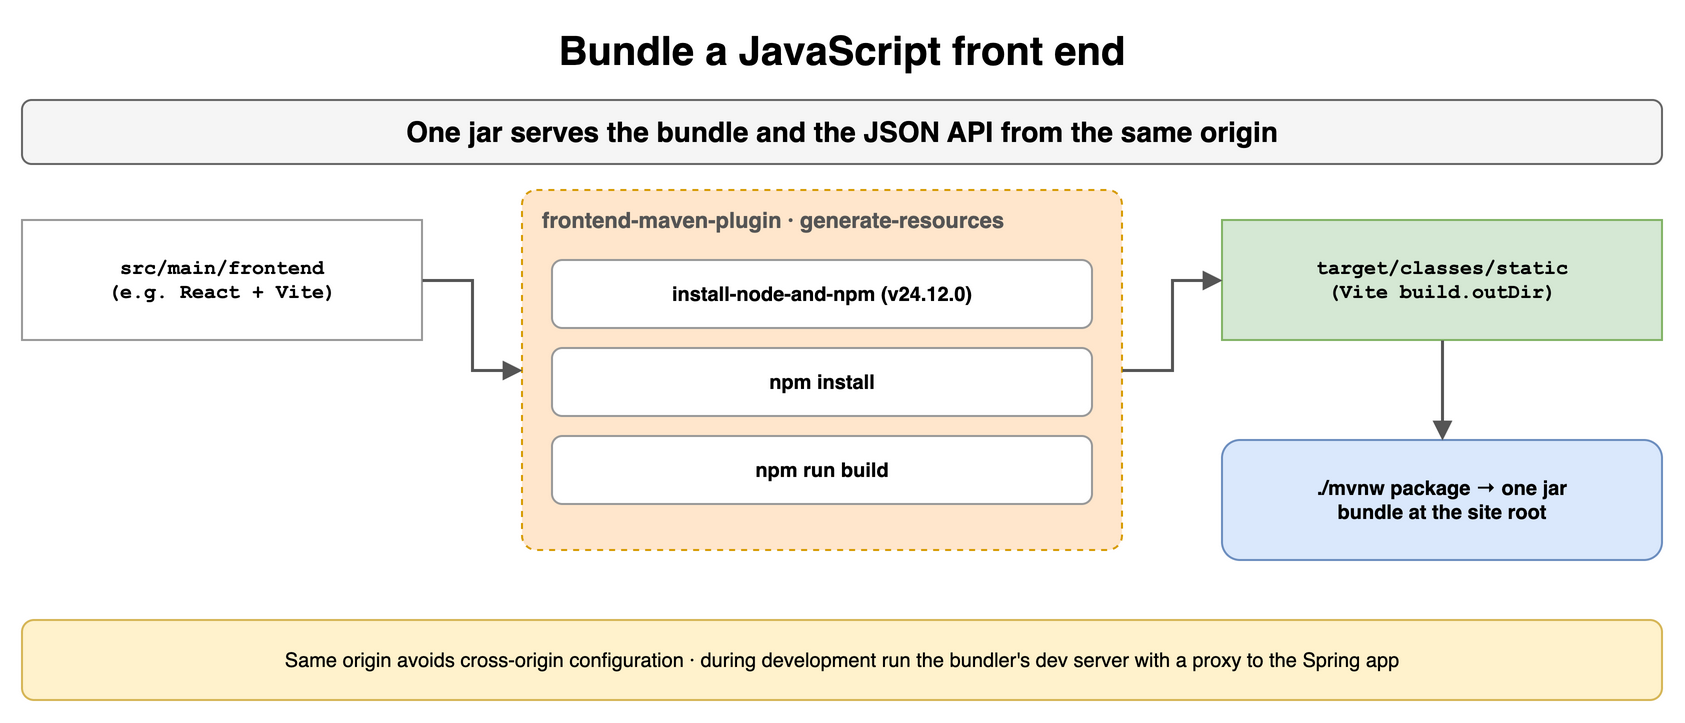 Bundle a JavaScript front end
One jar serves the bundle and the JSON API from the same origin
src/main/frontend
(e.g. React + Vite)
frontend-maven-plugin · generate-resources
install-node-and-npm (v24.12.0)
npm install
npm run build
target/classes/static
(Vite build.outDir)
./mvnw package → one jar
bundle at the site root
Same origin avoids cross-origin configuration · during development run the bundler's dev server with a proxy to the Spring app